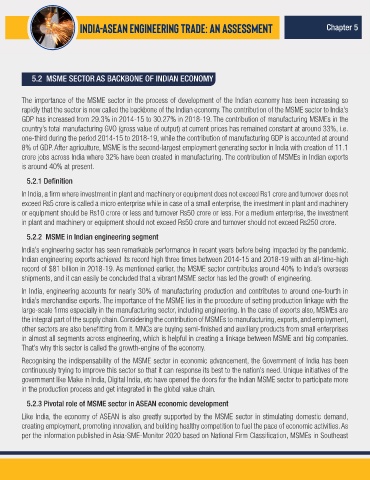 INDIA-ASEAN ENGINEERING TRADE: AN ASSESSMENT
Chapter 5
5.2 MSME SECTOR AS BACKBONE OF INDIAN ECONOMY
The importance of the MSME sector in the process of development of the Indian economy has been increasing so
rapidly that the sector is now called the backbone of the Indian economy. The contribution of the MSME sector to India's
GDP has increased from 29.3% in 2014-15 to 30.27% in 2018-19. The contribution of manufacturing MSMEs in the
country's total manufacturing GVO (gross value of output) at current prices has remained constant at around 33%, i.e.
one-third during the period 2014-15 to 2018-19, while the contribution of manufacturing GDP is accounted at around
8% of GDP. After agriculture, MSME is the second-largest employment generating sector in India with creation of 11.1
crore jobs across India where 32% have been created in manufacturing. The contribution of MSMEs in Indian exports
is around 40% at present.
5.2.1 Definition
In India, a firm where investment in plant and machinery or equipment does not exceed Rs1 crore and turnover does not
exceed Rs5 crore is called a micro enterprise while in case of a small enterprise, the investment in plant and machinery
or equipment should be Rs10 crore or less and turnover Rs50 crore or less. For a medium enterprise, the investment
in plant and machinery or equipment should not exceed Rs50 crore and turnover should not exceed Rs250 crore.
5.2.2 MSME in Indian engineering segment
India's engineering sector has seen remarkable performance in recent years before being impacted by the pandemic.
Indian engineering exports achieved its record high three times between 2014-15 and 2018-19 with an all-time-high
record of $81 billion in 2018-19. As mentioned earlier, the MSME sector contributes around 40% to India's overseas
shipments, and it can easily be concluded that a vibrant MSME sector has led the growth of engineering.
In India, engineering accounts for nearly 30% of manufacturing production and contributes to around one-fourth in
India's merchandise exports. The importance of the MSME lies in the procedure of setting production linkage with the
large-scale firms especially in the manufacturing sector, including engineering. In the case of exports also, MSMEs are
the integral part of the supply chain. Considering the contribution of MSMEs to manufacturing, exports, and employment,
other sectors are also benefitting from it. MNCs are buying semi-finished and auxiliary products from small enterprises
in almost all segments across engineering, which is helpful in creating a linkage between MSME and big companies.
That's why this sector is called the growth-engine of the economy.
Recognising the indispensability of the MSME sector in economic advancement, the Government of India has been
continuously trying to improve this sector so that it can response its best to the nation's need. Unique initiatives of the
government like Make in India, Digital India, etc have opened the doors for the Indian MSME sector to participate more
in the production process and get integrated in the global value chain.
5.2.3 Pivotal role of MSME sector in ASEAN economic development
Like India, the economy of ASEAN is also greatly supported by the MSME sector in stimulating domestic demand,
creating employment, promoting innovation, and building healthy competition to fuel the pace of economic activities. As
per the information published in Asia-SME-Monitor 2020 based on National Firm Classification, MSMEs in Southeast